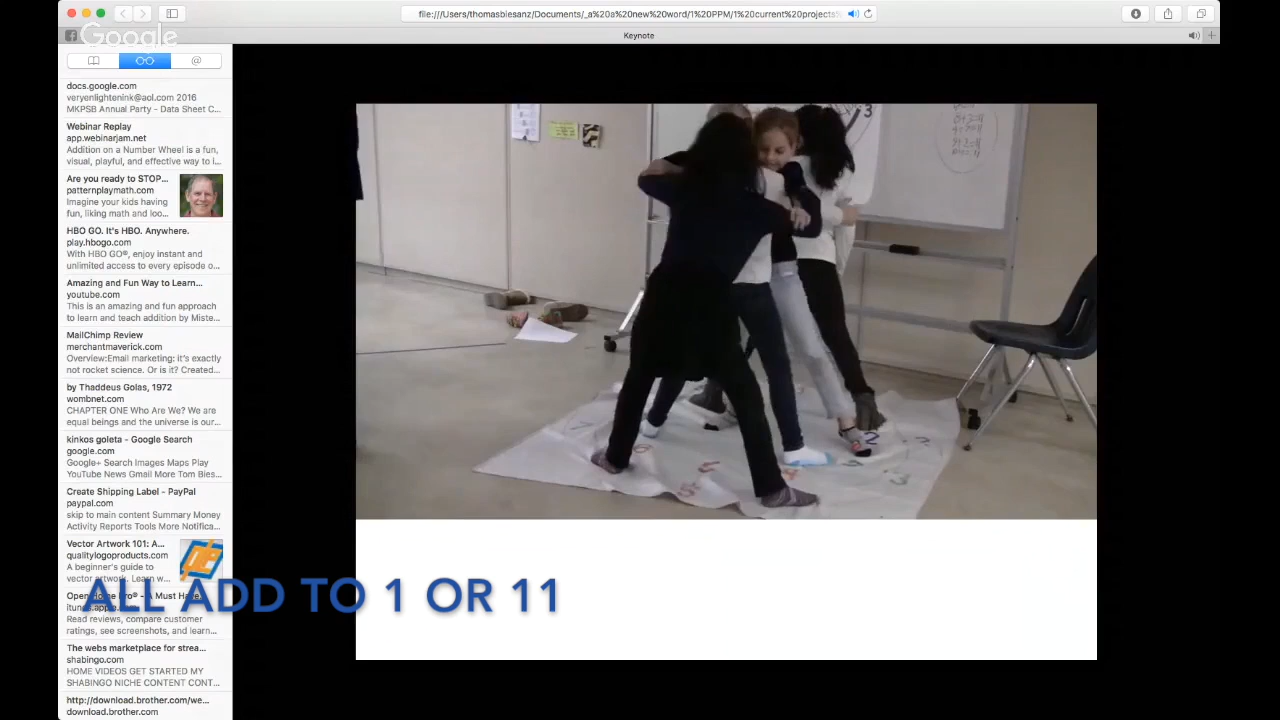 file:///Users/thomasbiesanz/Documents/_a%20a%20new%20word/1%20PPM/1%20current%20projects%
Google
Keynote
@
docs.google.com
veryenlightenink@aol.com 2016
MKPSB Annual Party - Data Sheet C...
Webinar Replay
app.webinarjam.net
Addition on a Number Wheel is a fun,
visual, playful, and effective way to l...
Are you ready to STOP...
patternplaymath.com
Imagine your kids having
fun, liking math and loo...
HBO GO. It's HBO. Anywhere.
play.hbogo.com
With HBO GO®, enjoy instant and
unlimited access to every episode o...
Amazing and Fun Way to Learn...
youtube.com
This is an amazing and fun approach
to learn and teach addition by Miste...
MailChimp Review
merchantmaverick.com
Overview:Email marketing: it's exactly
not rocket science. Or is it? Created...
by Thaddeus Golas, 1972
wombnet.com
CHAPTER ONE Who Are We? We are
equal beings and the universe is our...
kinkos goleta - Google Search
google.com
Google+ Search Images Maps Play
YouTube News Gmail More Tom Bies...
Create Shipping Label - PayPal
paypal.com
skip to main content Summary Money
Activity Reports Tools More Notifica...
Vector Artwork 101: A...
qualitylogoproducts.com
A beginner's guide to
vector artwork. Learn w...
ALL ADD TO 1 OR 11
A Must Have
itunes.apple.com
Read reviews, compare customer
ratings, see screenshots, and learn...
The webs marketplace for strea...
shabingo.com
HOME VIDEOS GET STARTED MY
SHABINGO NICHE CONTENT CONT...
http://download.brother.com/we...
download.brother.com
3
2